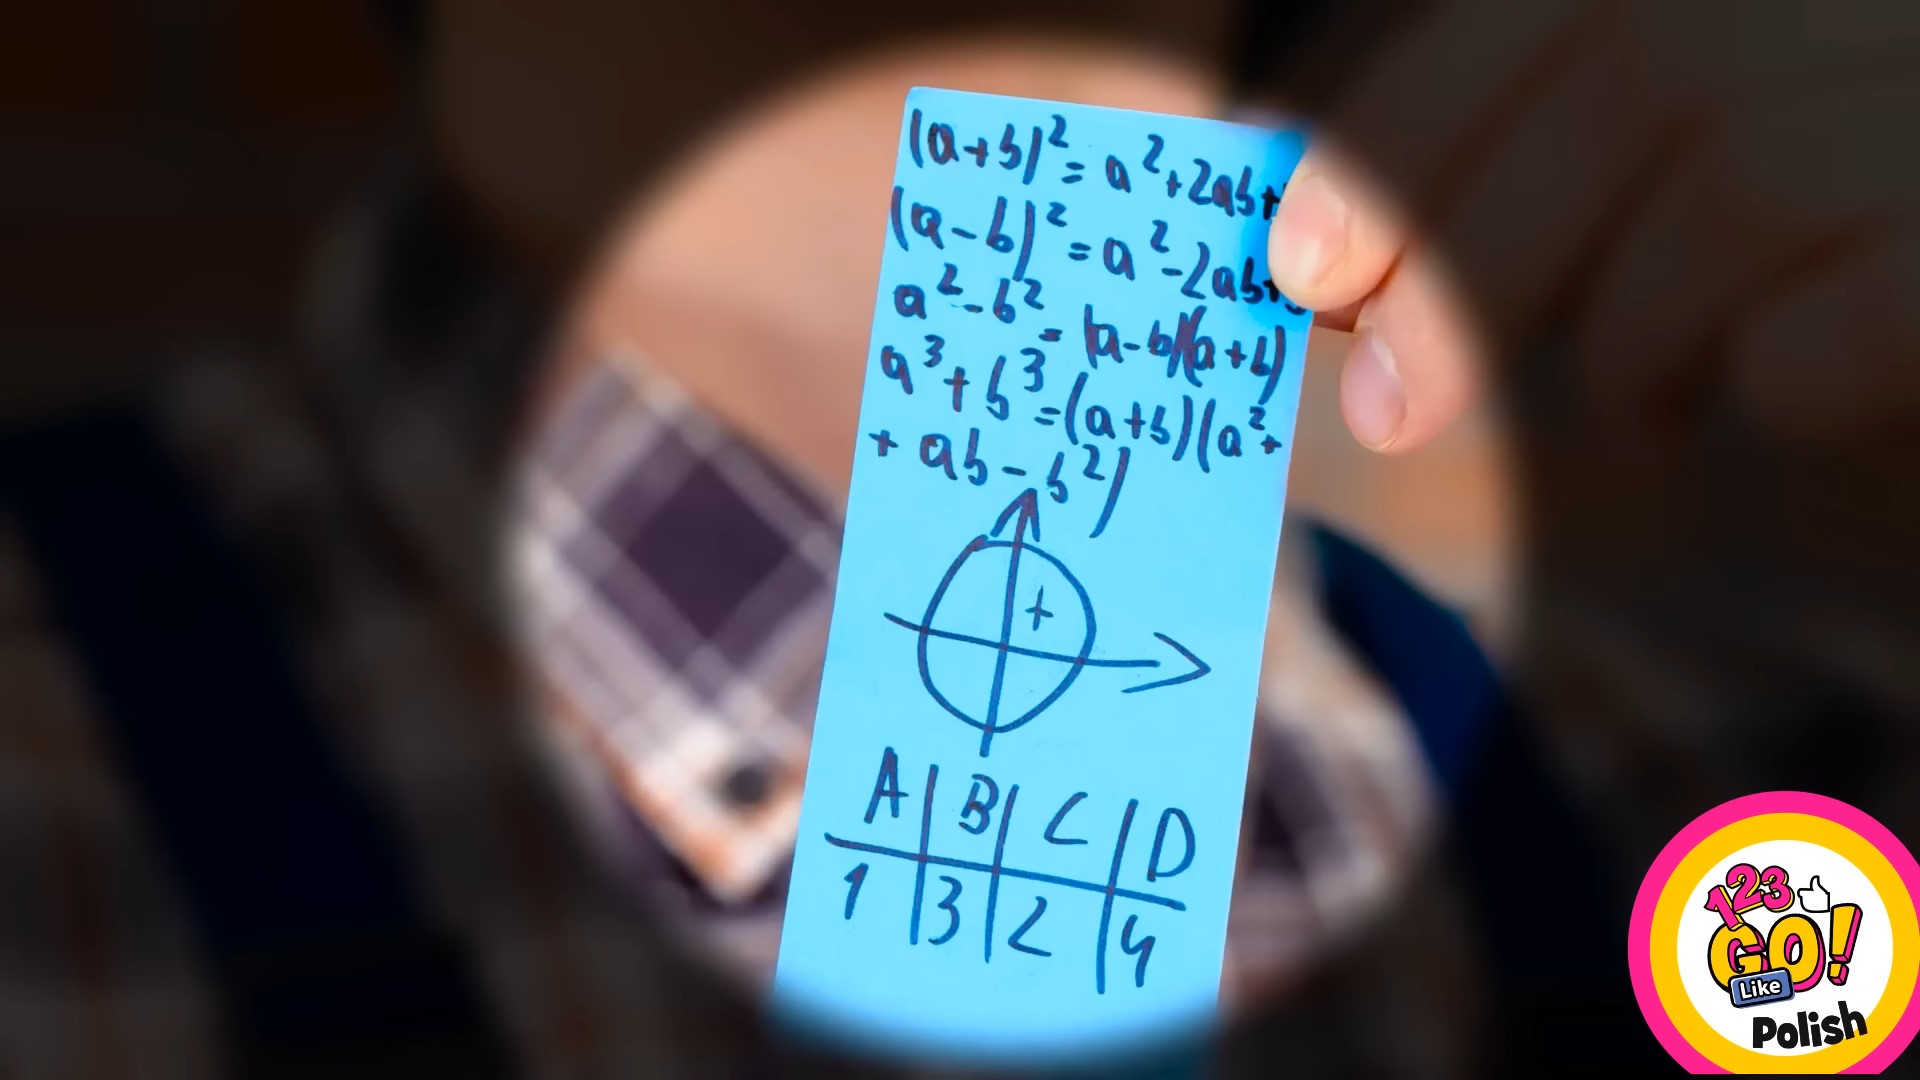 (a+b)² = a²+2ab+
(a-b)² = a²-2ab+
a²-b² = (a-b)(a+b)
a³+b³=(a+b)(a²+
+ ab-b²)
+
A B C D
1 3 2 4
123
GO!
Like
Polish